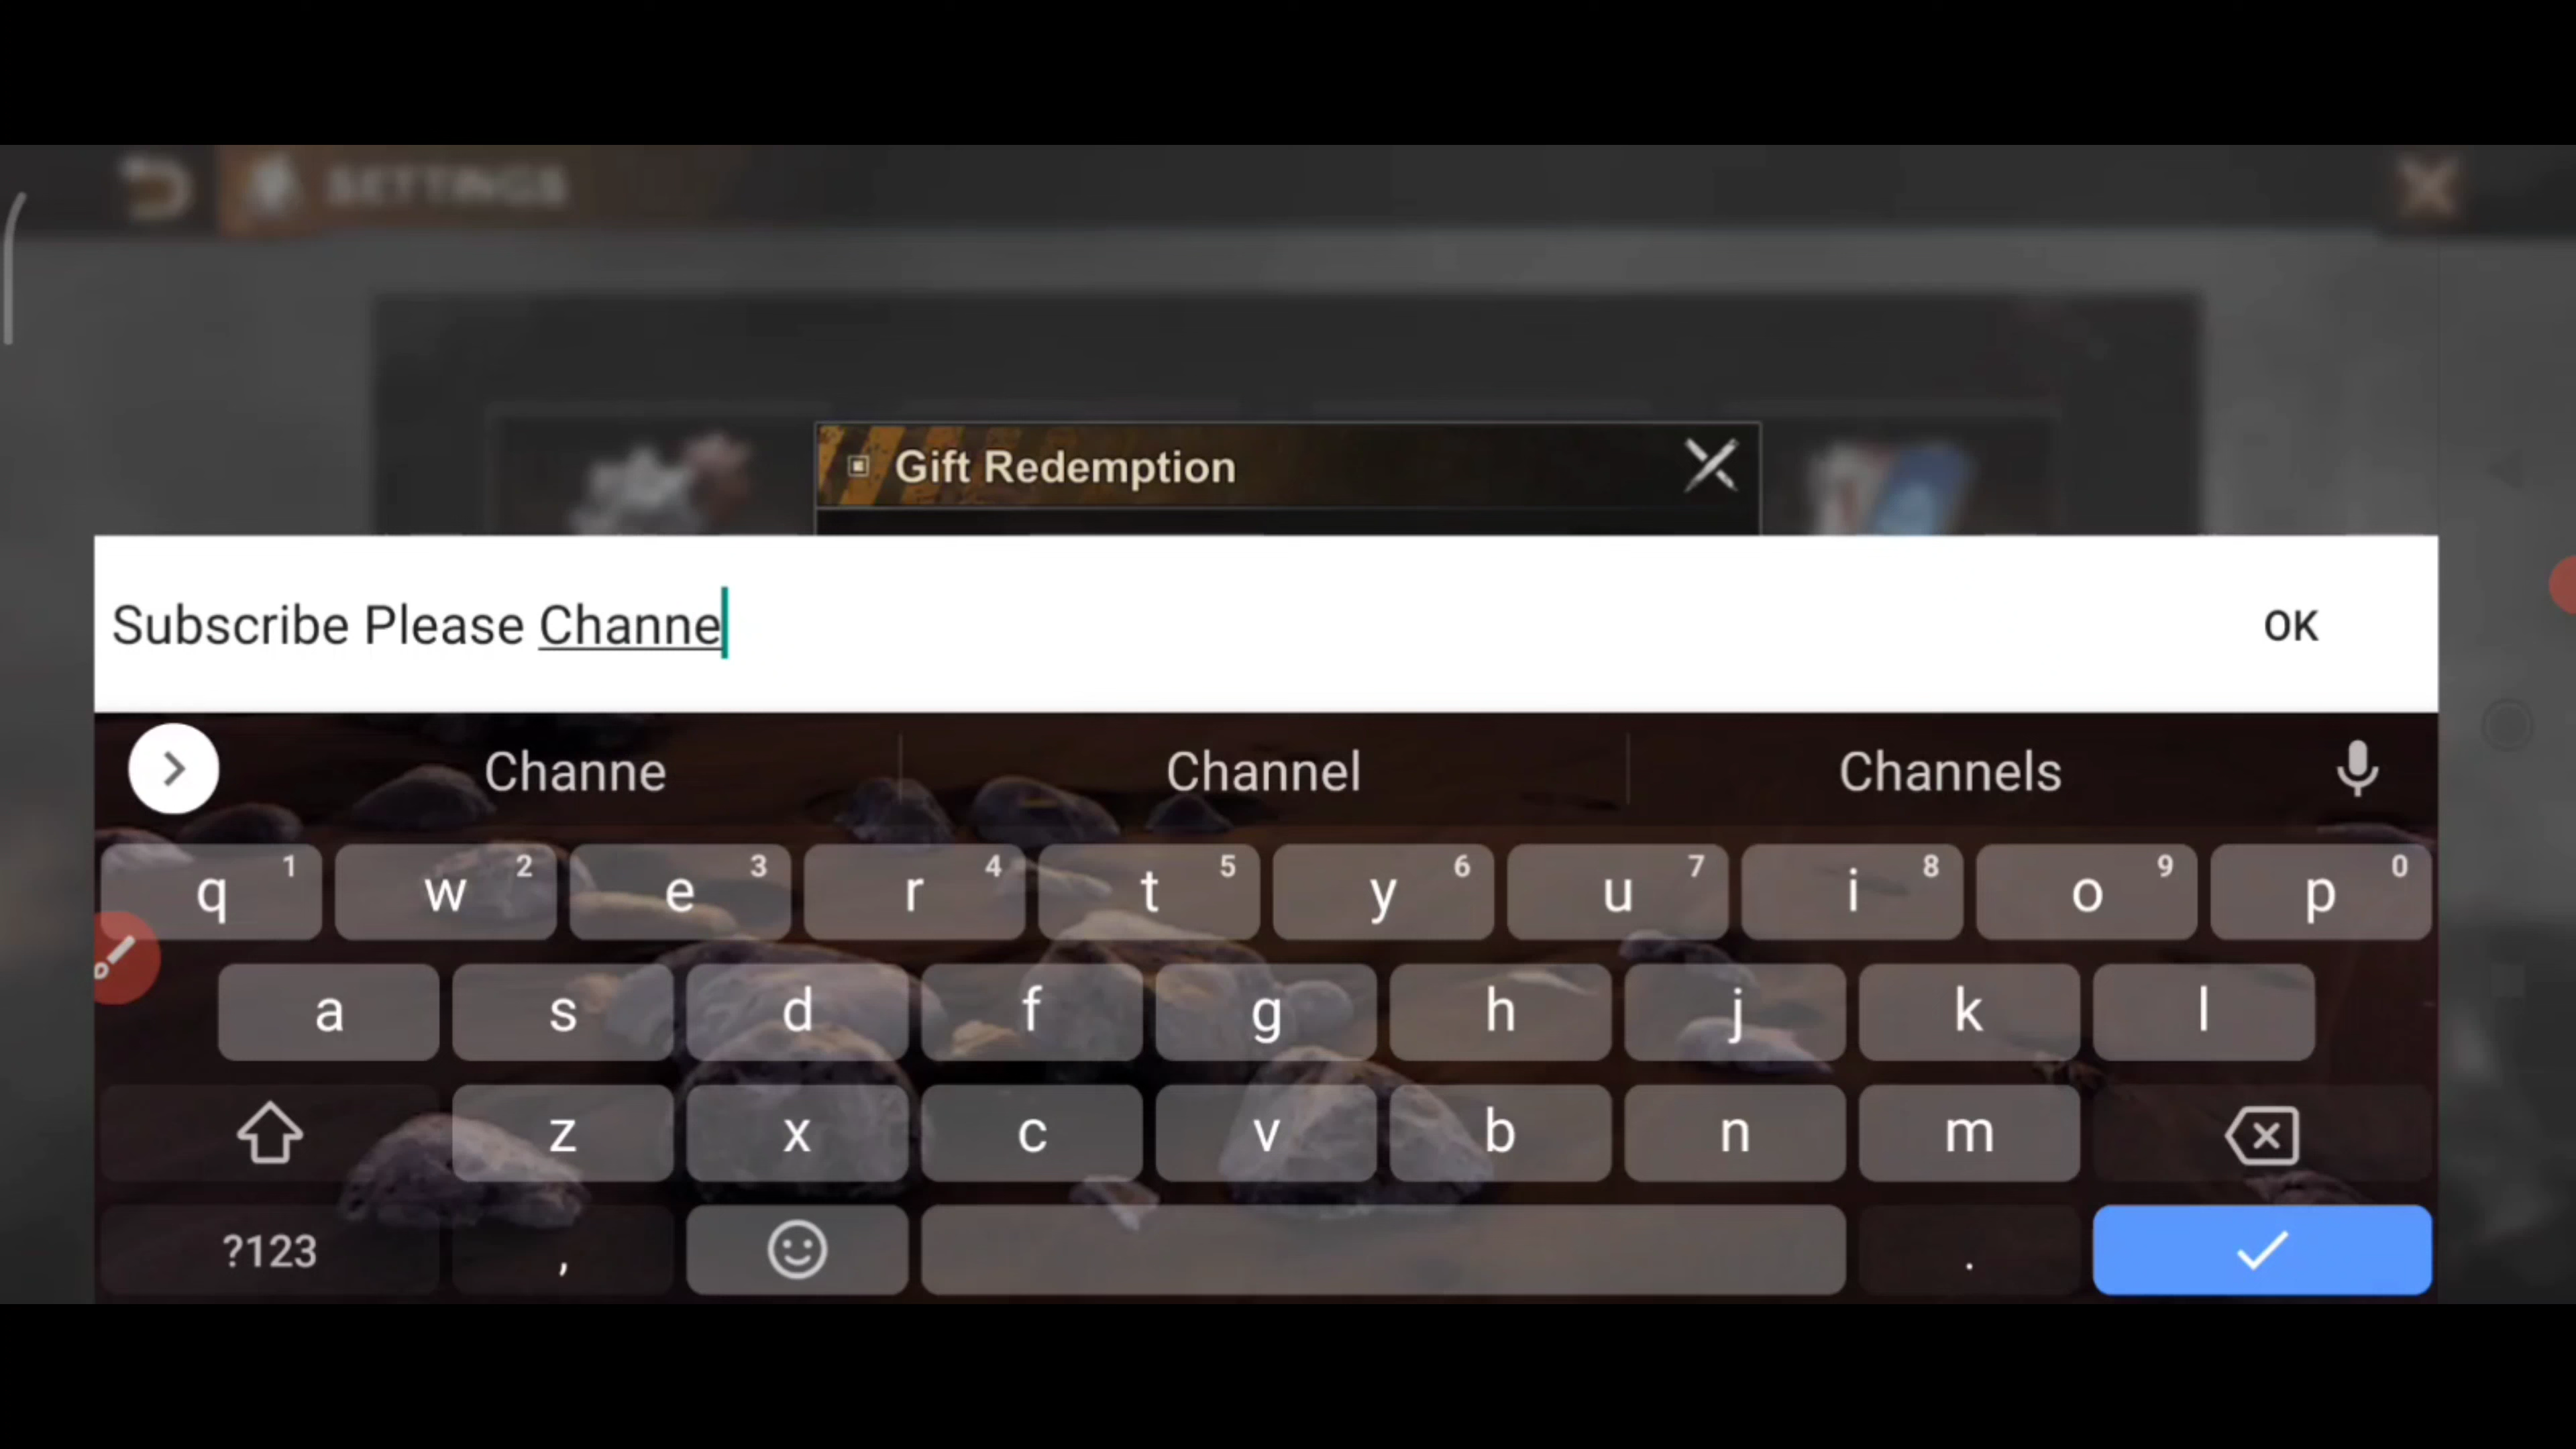 SETTINGS
Gift Redemption
Subscribe Please Channe
OK
Channe Channel Channels
q 1 w 2 e 3 r 4 t 5 y 6 u 7 i 8 o 9 p 0
a s d f g h j k l
z x c v b n m
?123 , .